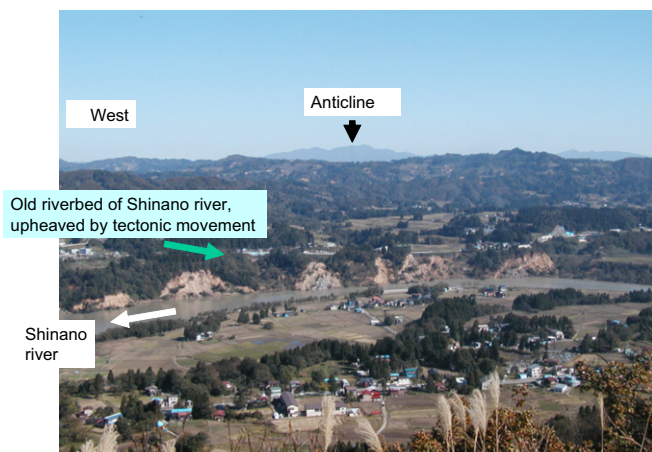 Anticline
West
Old riverbed of Shinano river,
upheaved by tectonic movement
Shinano
river